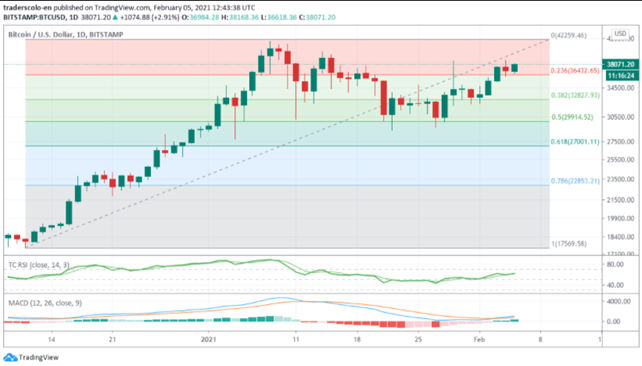 traderscolo-en published on TradingView.com, February 05, 2021 12:43:38 UTC
BITSTAMP:BTCUSD, 1D 38071.20 ▲ +1074.88 (+2.91%) O:36984.28 H:38168.36 L:36618.36 C:38071.20
Bitcoin / U.S. Dollar, 1D, BITSTAMP
USD
0(42259.46)
38071.20
11:16:24
0.236(36432.65)
34500.00
0.382(32827.93)
31500.00
0.5(29914.52)
0.618(27001.11)
27500.00
25500.00
0.786(22853.21)
23500.00
21500.00
19900.00
18400.00
1(17569.58)
17100.00
TC RSI (close, 14, 3)
80.00
40.00
MACD (12, 26, close, 9)
4000.00
0.00
14 21 2021 11 18 25 Feb 8
TradingView